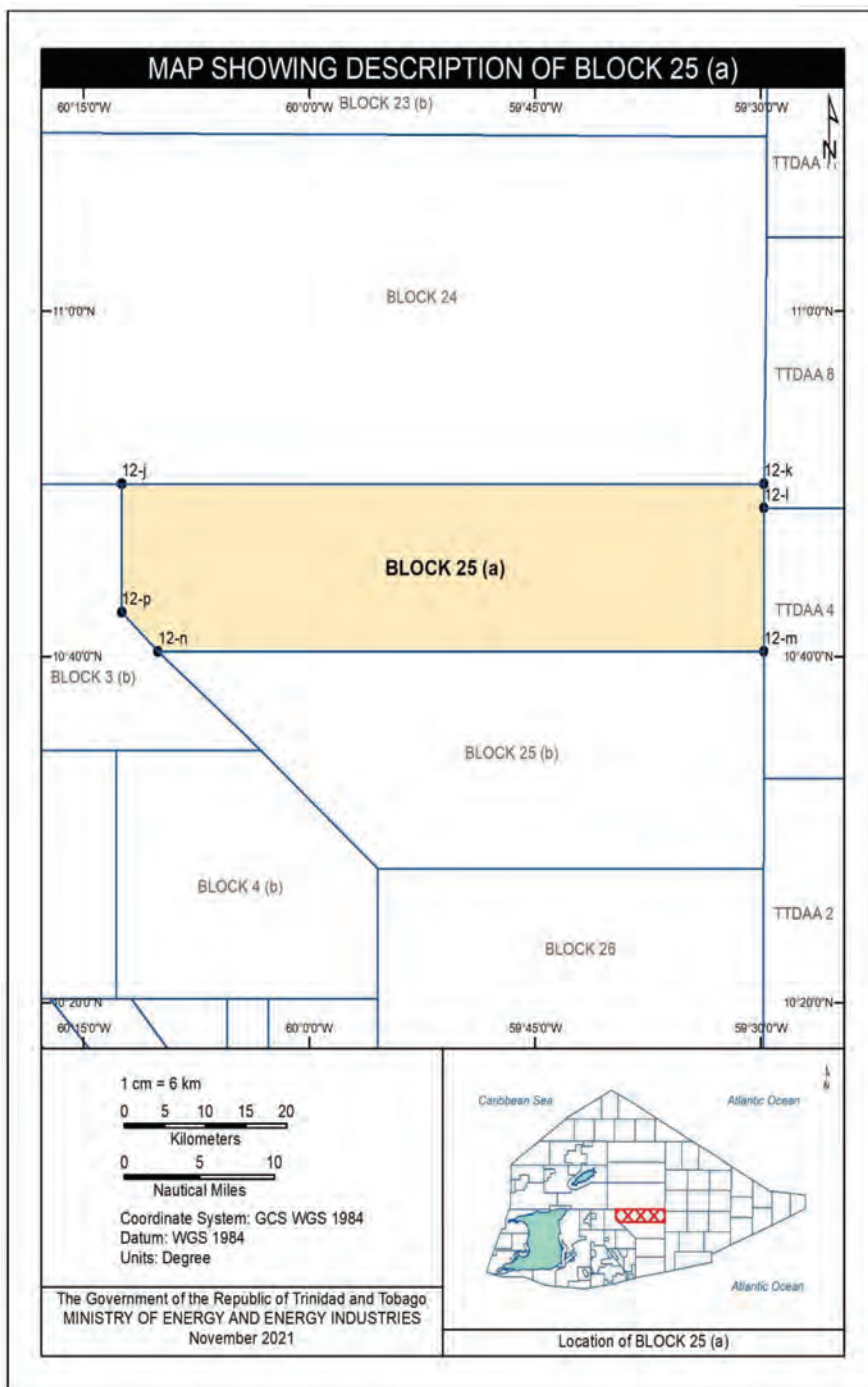 MAP SHOWING DESCRIPTION OF BLOCK 25 (a)
60°15'0"W
60°0'0"W
BLOCK 23 (b)
59°45'0"W
59°30'0"W
N
TTDAA
BLOCK 24
11°0'0"N
11°0'0"N
TTDAA 8
12-j
12-k
12-l
BLOCK 25 (a)
TTDAA 4
12-p
12-n
12-m
10°40'0"N
10°40'0"N
BLOCK 3 (b)
BLOCK 25 (b)
BLOCK 4 (b)
TTDAA 2
BLOCK 26
10°20'0"N
10°20'0"N
60°15'0"W
60°0'0"W
59°45'0"W
59°30'0"W
1 cm = 6 km
0 5 10 15 20
Kilometers
0 5 10
Nautical Miles
Coordinate System: GCS WGS 1984
Datum: WGS 1984
Units: Degree
The Government of the Republic of Trinidad and Tobago
MINISTRY OF ENERGY AND ENERGY INDUSTRIES
November 2021
Caribbean Sea
Atlantic Ocean
N
Atlantic Ocean
Location of BLOCK 25 (a)